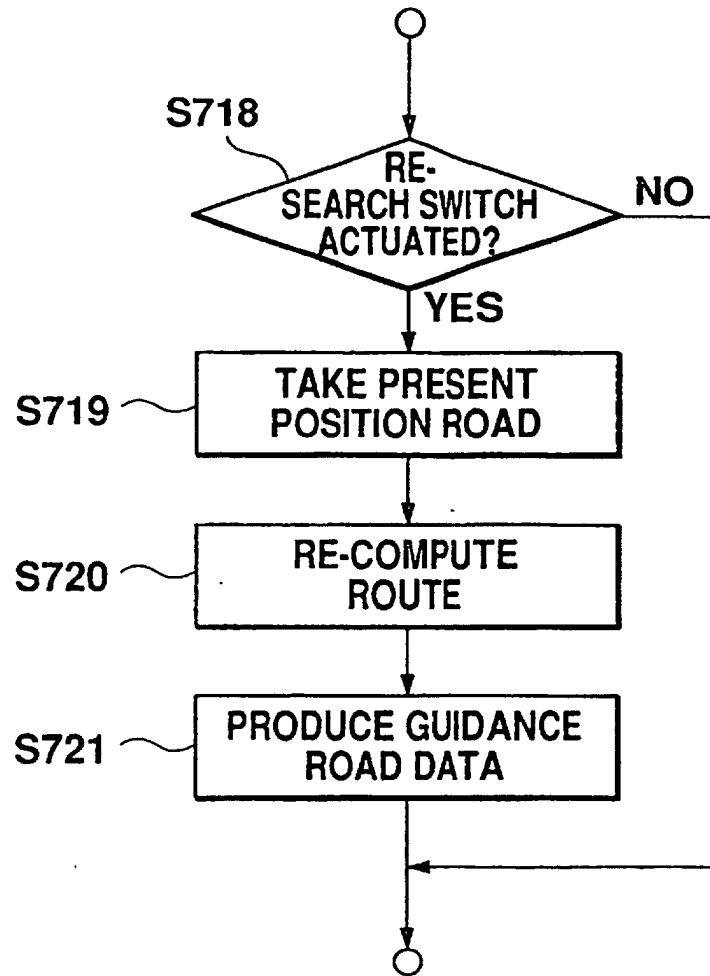 S718
RE-
SEARCH SWITCH
ACTUATED?
NO
YES
S719
TAKE PRESENT
POSITION ROAD
S720
RE-COMPUTE
ROUTE
S721
PRODUCE GUIDANCE
ROAD DATA